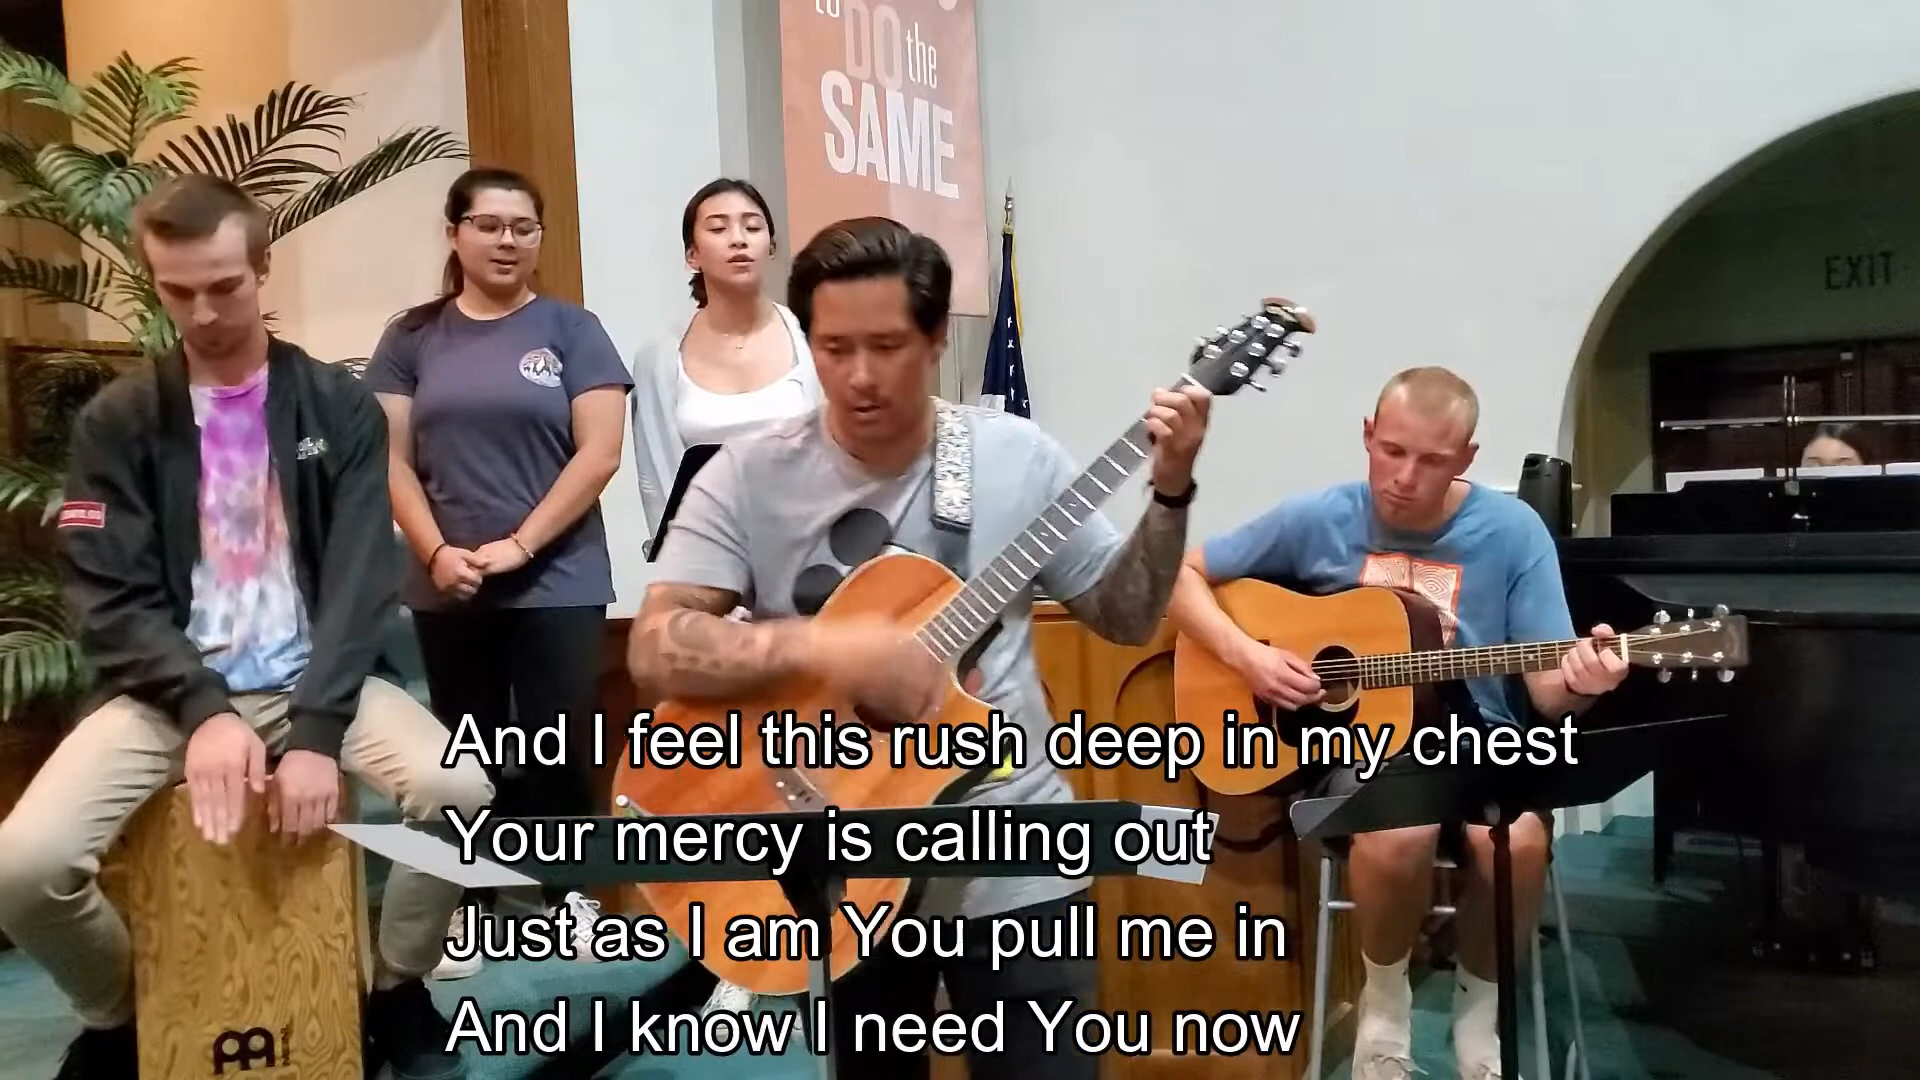 to
DO the
SAME
EXIT
And I feel this rush deep in my chest
Your mercy is calling out
Just as I am You pull me in
And I know I need You now